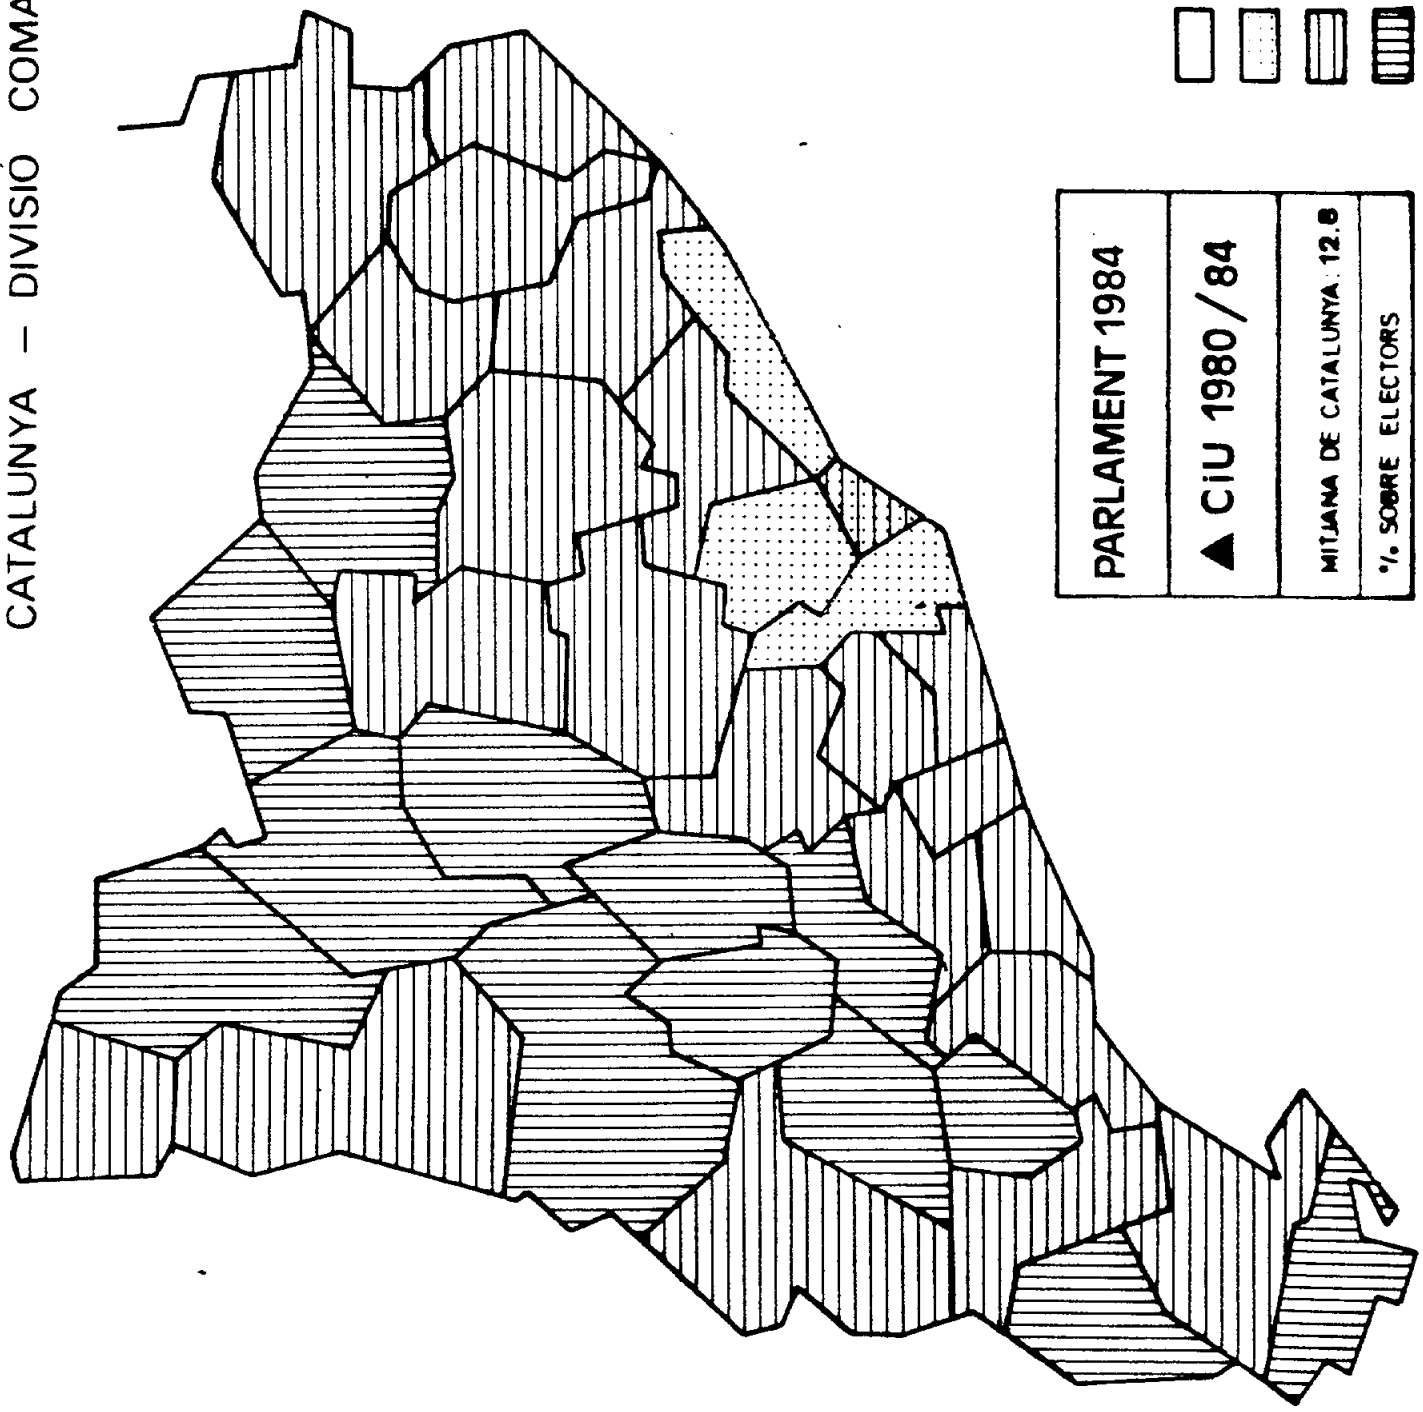 CATALUNYA — DIVISIÓ COMA
PARLAMENT 1984
▲ CiU 1980/84
MITJANA DE CATALUNYA: 12.8
% SOBRE ELECTORS